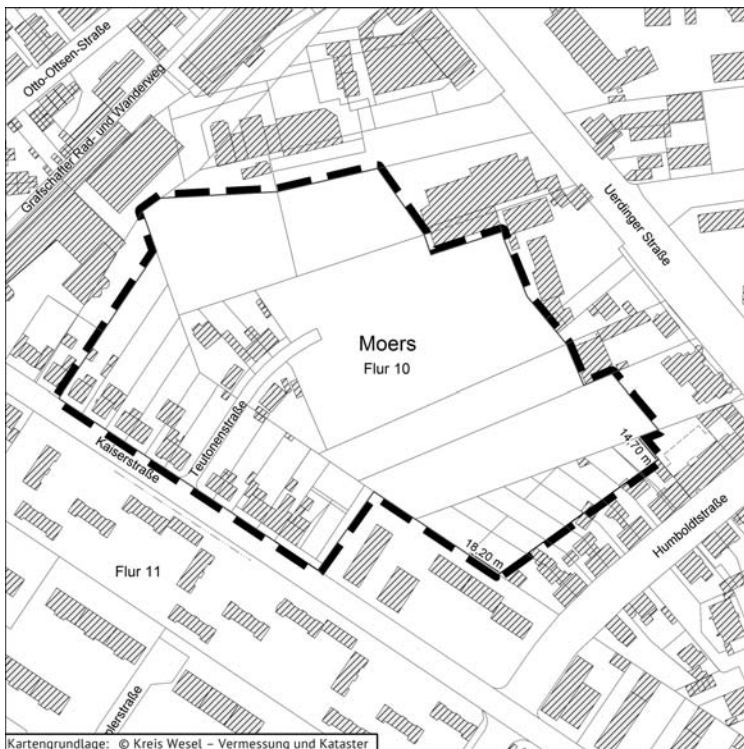 Otto-Ottsen-Straße
Grafschafter Rad- und Wanderweg
Uerdinger Straße
Moers
Flur 10
Teutonenstraße
Kaiserstraße
14.70 m
18.20 m
Humboldtstraße
Flur 11
plerstraße
Kartengrundlage: © Kreis Wesel – Vermessung und Kataster